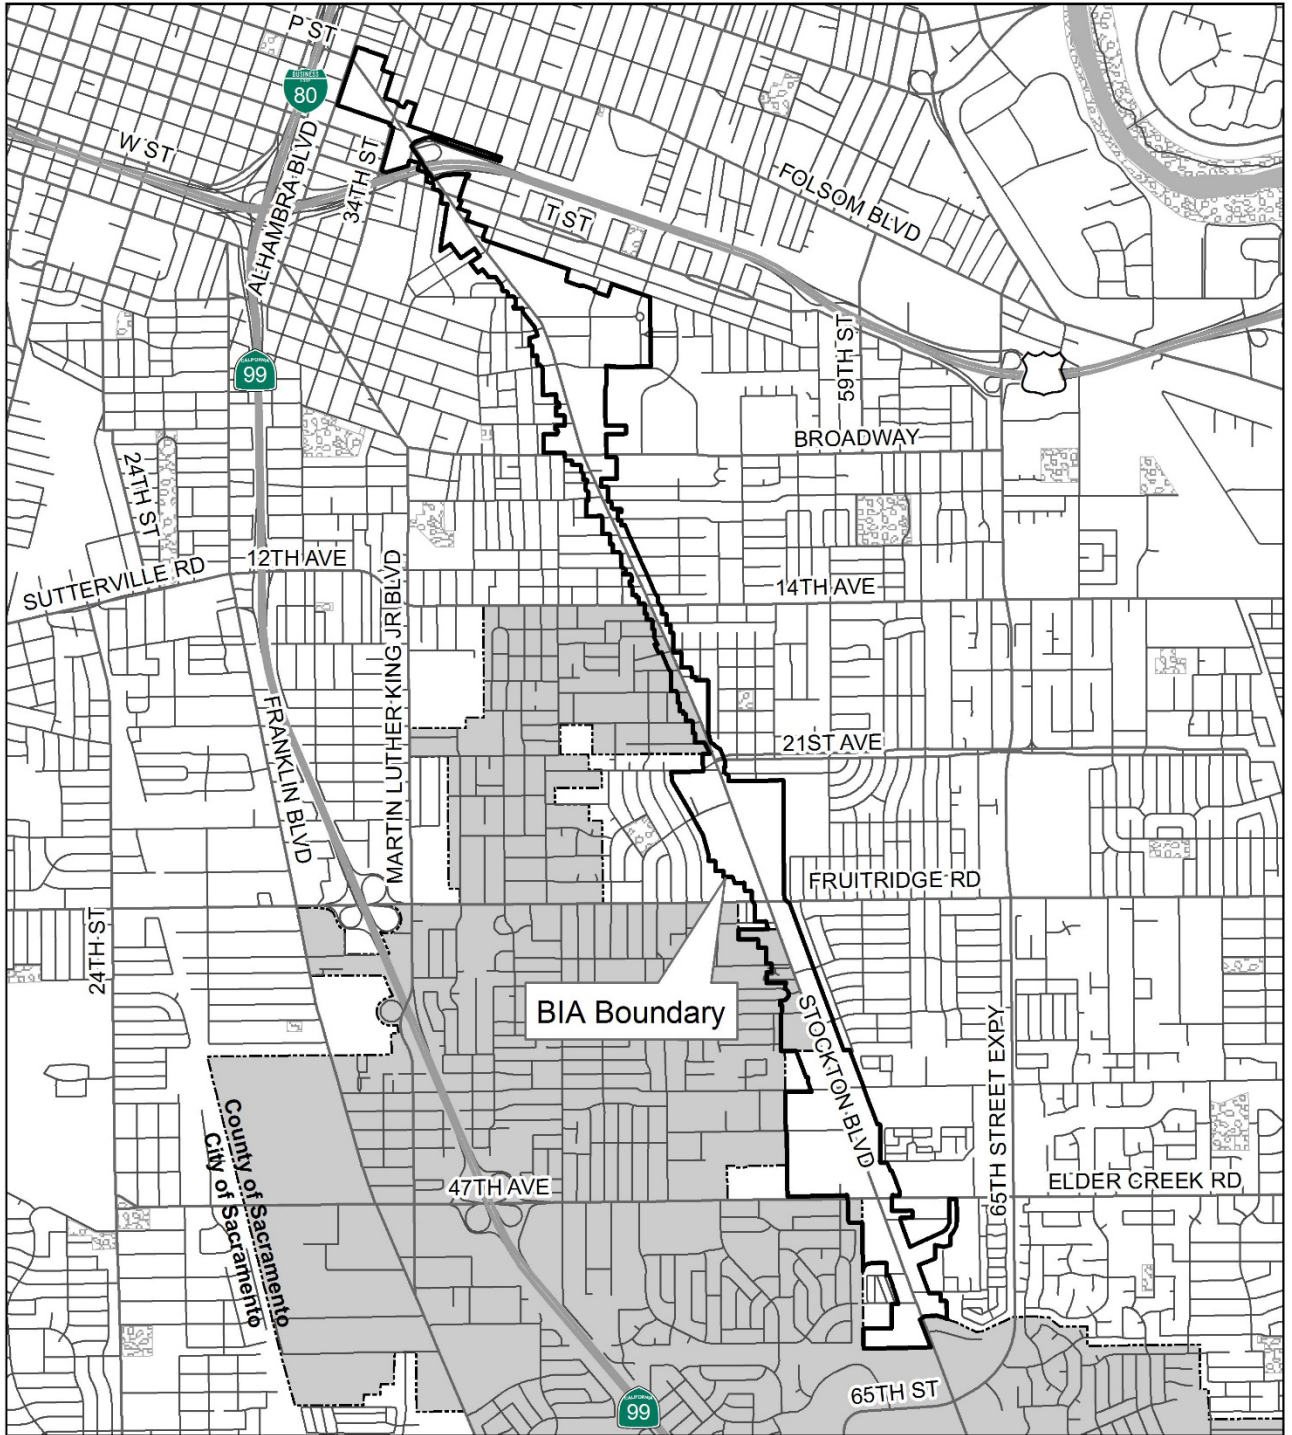 P ST
BUSINESS
80
W ST
ALHAMBRA BLVD
34TH ST
T ST
FOLSOM BLVD
CALIFORNIA
99
59TH ST
BROADWAY
24TH ST
12TH AVE
SUTTERVILLE RD
MARTIN LUTHER KING JR BLVD
14TH AVE
FRANKLIN BLVD
21ST AVE
FRUITRIDGE RD
24TH ST
BIA Boundary
STOCKTON BLVD
65TH STREET EXPY
County of Sacramento
City of Sacramento
47TH AVE
ELDER CREEK RD
65TH ST
CALIFORNIA
99